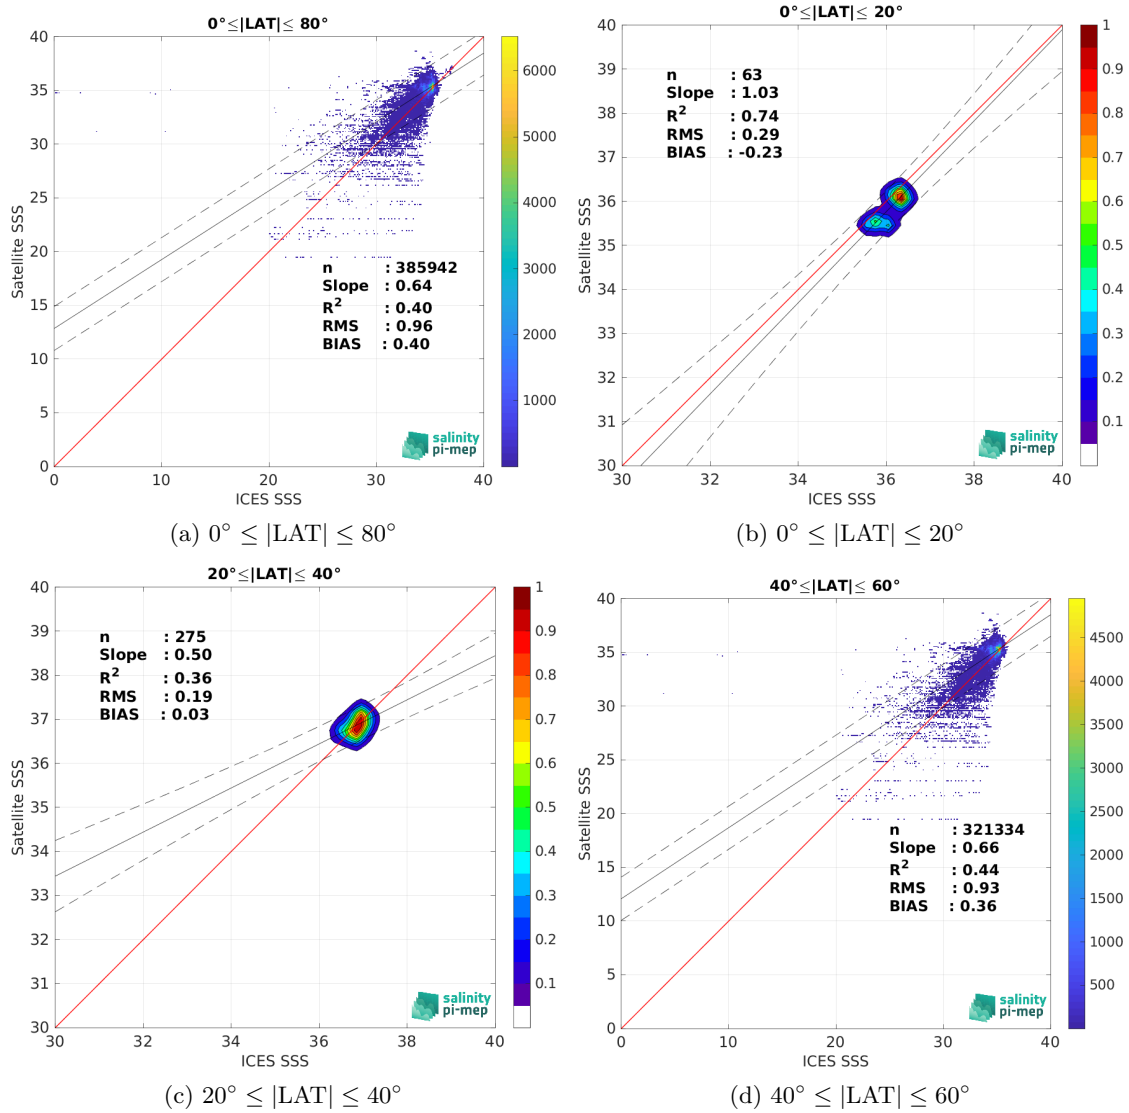 0°≤|LAT|≤ 80°
40
35
30
25
20
15
10
5
0
Satellite SSS
n : 385942
Slope : 0.64
R² : 0.40
RMS : 0.96
BIAS : 0.40
salinity
pi-mep
0 10 20 30 40
ICES SSS
6000
5000
4000
3000
2000
1000
(a) 0° ≤ |LAT| ≤ 80°
0°≤|LAT|≤ 20°
40
39
38
37
36
35
34
33
32
31
30
Satellite SSS
n : 63
Slope : 1.03
R² : 0.74
RMS : 0.29
BIAS : -0.23
salinity
pi-mep
30 32 34 36 38 40
ICES SSS
1
0.9
0.8
0.7
0.6
0.5
0.4
0.3
0.2
0.1
(b) 0° ≤ |LAT| ≤ 20°
20°≤|LAT|≤ 40°
40
39
38
37
36
35
34
33
32
31
30
Satellite SSS
n : 275
Slope : 0.50
R² : 0.36
RMS : 0.19
BIAS : 0.03
salinity
pi-mep
30 32 34 36 38 40
ICES SSS
1
0.9
0.8
0.7
0.6
0.5
0.4
0.3
0.2
0.1
(c) 20° ≤ |LAT| ≤ 40°
40°≤|LAT|≤ 60°
40
35
30
25
20
15
10
5
0
Satellite SSS
n : 321334
Slope : 0.66
R² : 0.44
RMS : 0.93
BIAS : 0.36
salinity
pi-mep
0 10 20 30 40
ICES SSS
4500
4000
3500
3000
2500
2000
1500
1000
500
(d) 40° ≤ |LAT| ≤ 60°